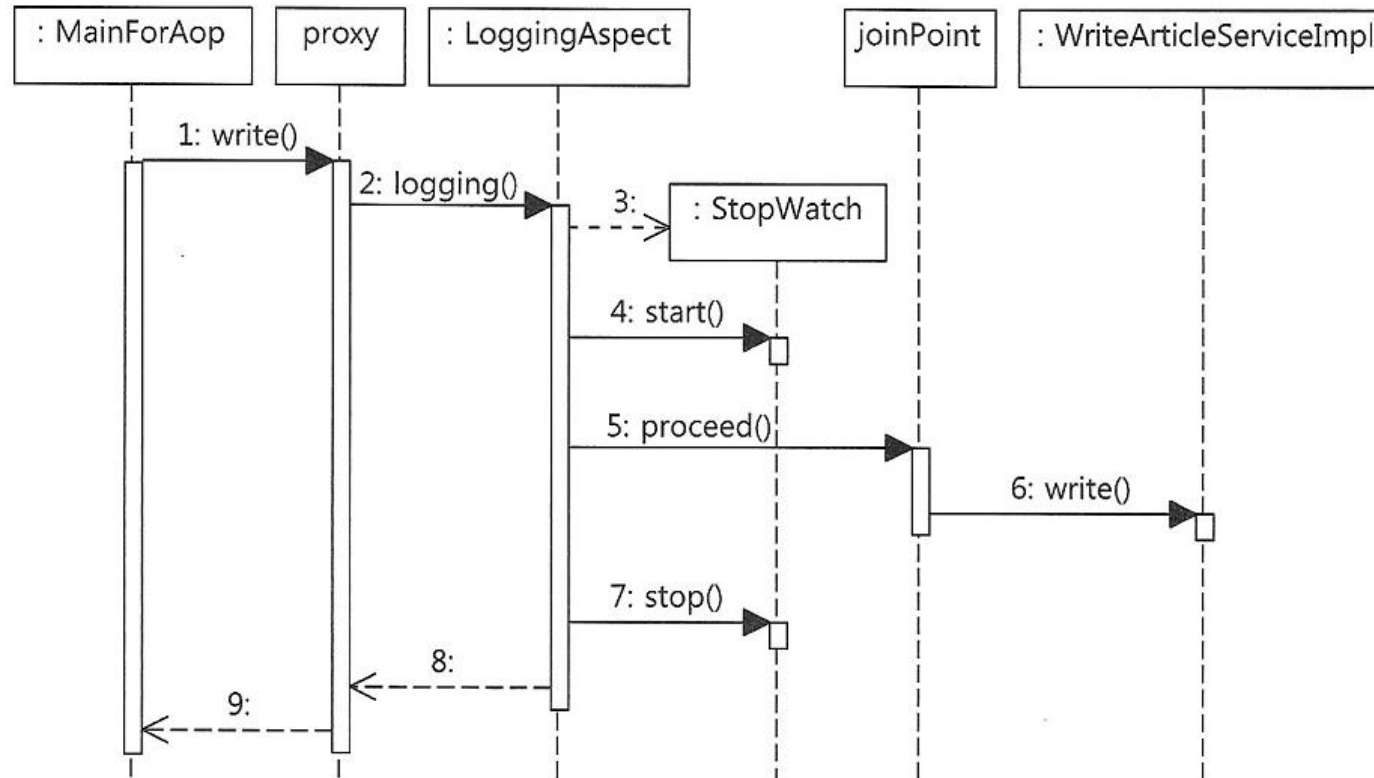 : MainForAop
proxy
: LoggingAspect
joinPoint
: WriteArticleServiceImpl
1: write()
2: logging()
3:
: StopWatch
4: start()
5: proceed()
6: write()
7: stop()
8:
9: